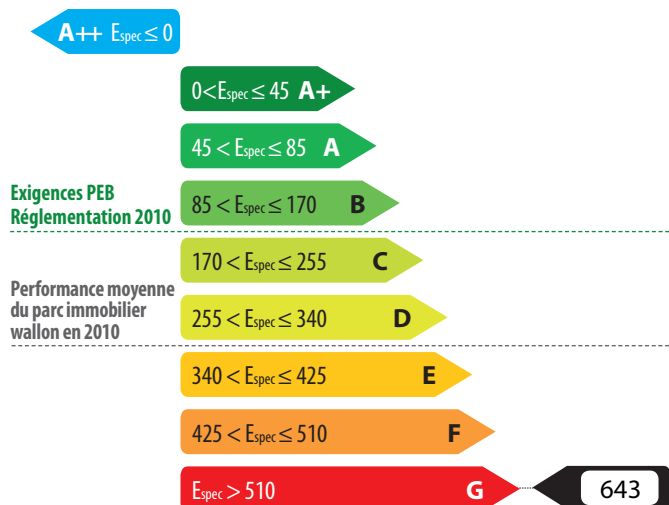 A++ Espec ≤ 0
0<Espec ≤ 45 A+
45 < Espec ≤ 85 A
Exigences PEB
Réglementation 2010
85 < Espec ≤ 170 B
170 < Espec ≤ 255 C
Performance moyenne
du parc immobilier
wallon en 2010
255 < Espec ≤ 340 D
340 < Espec ≤ 425 E
425 < Espec ≤ 510 F
Espec > 510 G 643